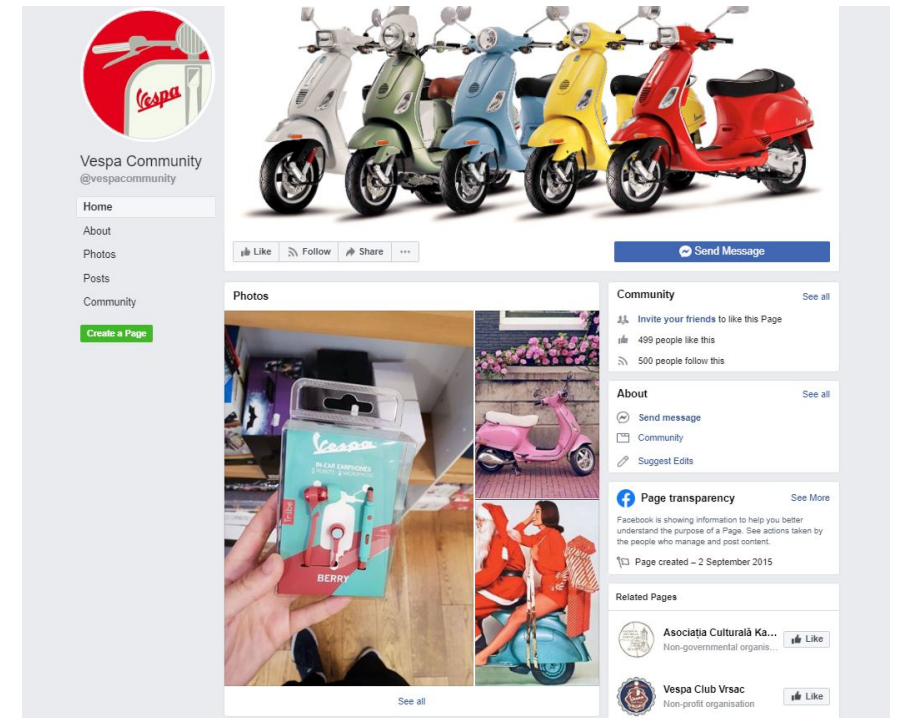 Vespa
Vespa Community
@vespacommunity
Home
About
Photos
Posts
Community
Create a Page
Like
Follow
Share
Send Message
Photos
Vespa
IN-EAR EARPHONES
Tribe
BERRY
See all
Community
See all
Invite your friends to like this Page
499 people like this
500 people follow this
About
See all
Send message
Community
Suggest Edits
Page transparency
See More
Facebook is showing information to help you better
understand the purpose of a Page. See actions taken by
the people who manage and post content.
Page created – 2 September 2015
Related Pages
Asociația Culturală Ka...
Non-governmental organis...
Like
Vespa Club Vrsac
Non-profit organisation
Like